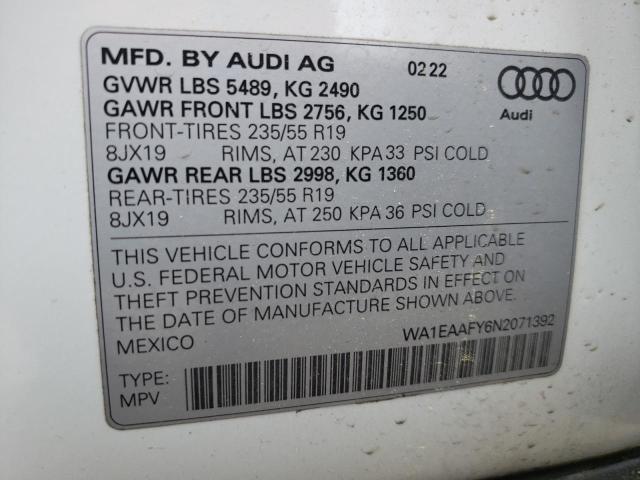 MFD. BY AUDI AG 02 22
GVWR LBS 5489, KG 2490
GAWR FRONT LBS 2756, KG 1250
FRONT-TIRES 235/55 R19
8JX19 RIMS, AT 230 KPA 33 PSI COLD
GAWR REAR LBS 2998, KG 1360
REAR-TIRES 235/55 R19
8JX19 RIMS, AT 250 KPA 36 PSI COLD
Audi
THIS VEHICLE CONFORMS TO ALL APPLICABLE
U.S. FEDERAL MOTOR VEHICLE SAFETY AND
THEFT PREVENTION STANDARDS IN EFFECT ON
THE DATE OF MANUFACTURE SHOWN ABOVE.
MEXICO WA1EAAFY6N2071392
TYPE:
MPV